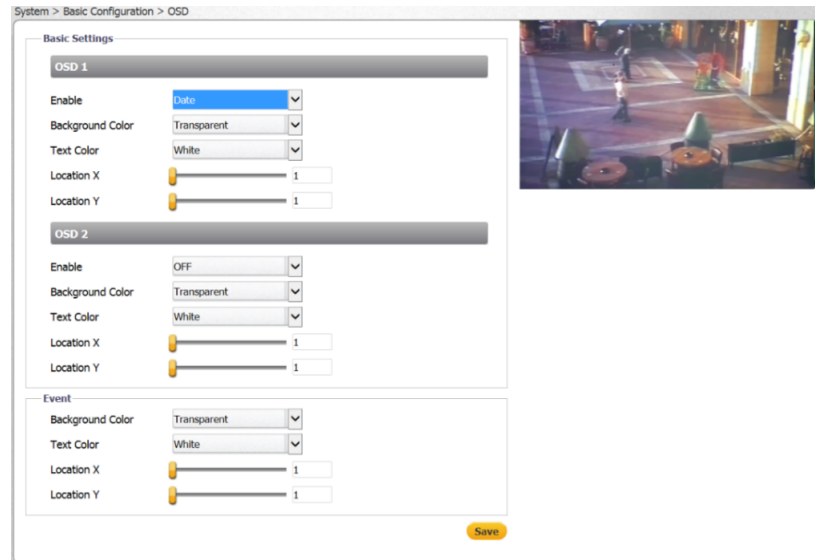 System > Basic Configuration > OSD
Basic Settings
OSD 1
Enable Date
Background Color Transparent
Text Color White
Location X 1
Location Y 1
OSD 2
Enable OFF
Background Color Transparent
Text Color White
Location X 1
Location Y 1
Event
Background Color Transparent
Text Color White
Location X 1
Location Y 1
Save